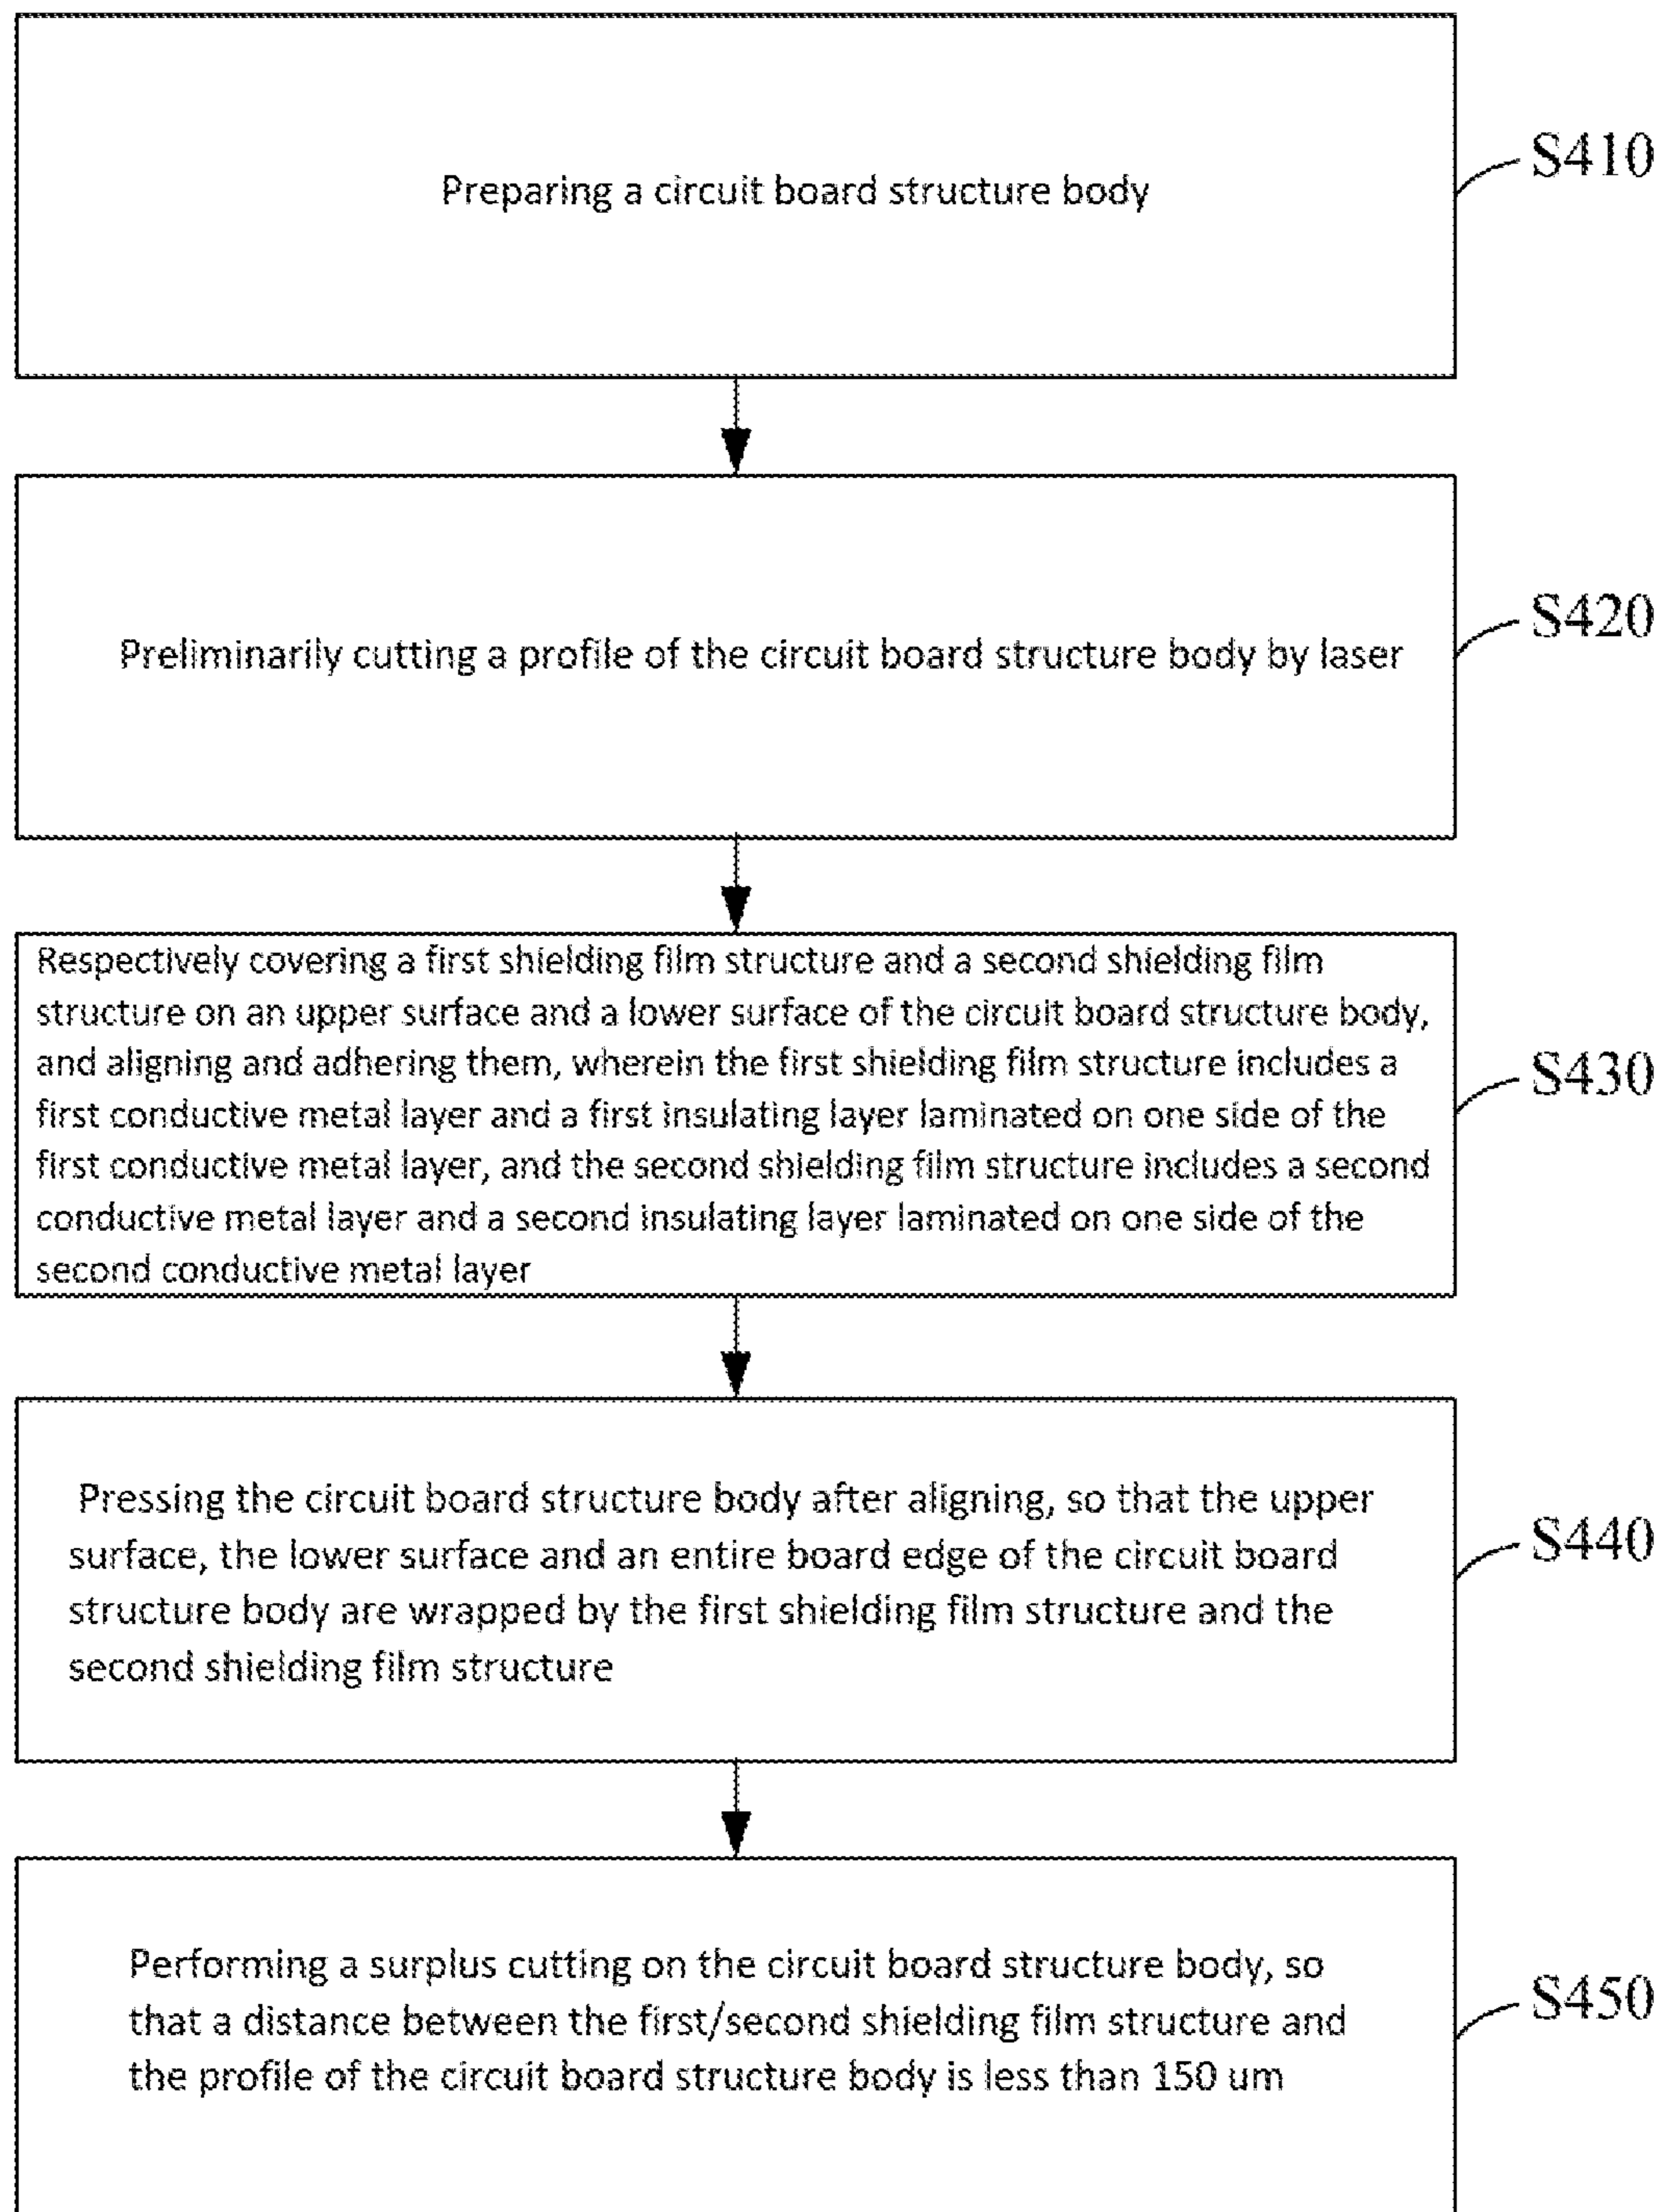 Preparing a circuit board structure body
S410
Preliminarily cutting a profile of the circuit board structure body by laser
S420
Respectively covering a first shielding film structure and a second shielding film
structure on an upper surface and a lower surface of the circuit board structure body,
and aligning and adhering them, wherein the first shielding film structure includes a
first conductive metal layer and a first insulating layer laminated on one side of the
first conductive metal layer, and the second shielding film structure includes a second
conductive metal layer and a second insulating layer laminated on one side of the
second conductive metal layer
S430
Pressing the circuit board structure body after aligning, so that the upper
surface, the lower surface and an entire board edge of the circuit board
structure body are wrapped by the first shielding film structure and the
second shielding film structure
S440
Performing a surplus cutting on the circuit board structure body, so
that a distance between the first/second shielding film structure and
the profile of the circuit board structure body is less than 150 um
S450